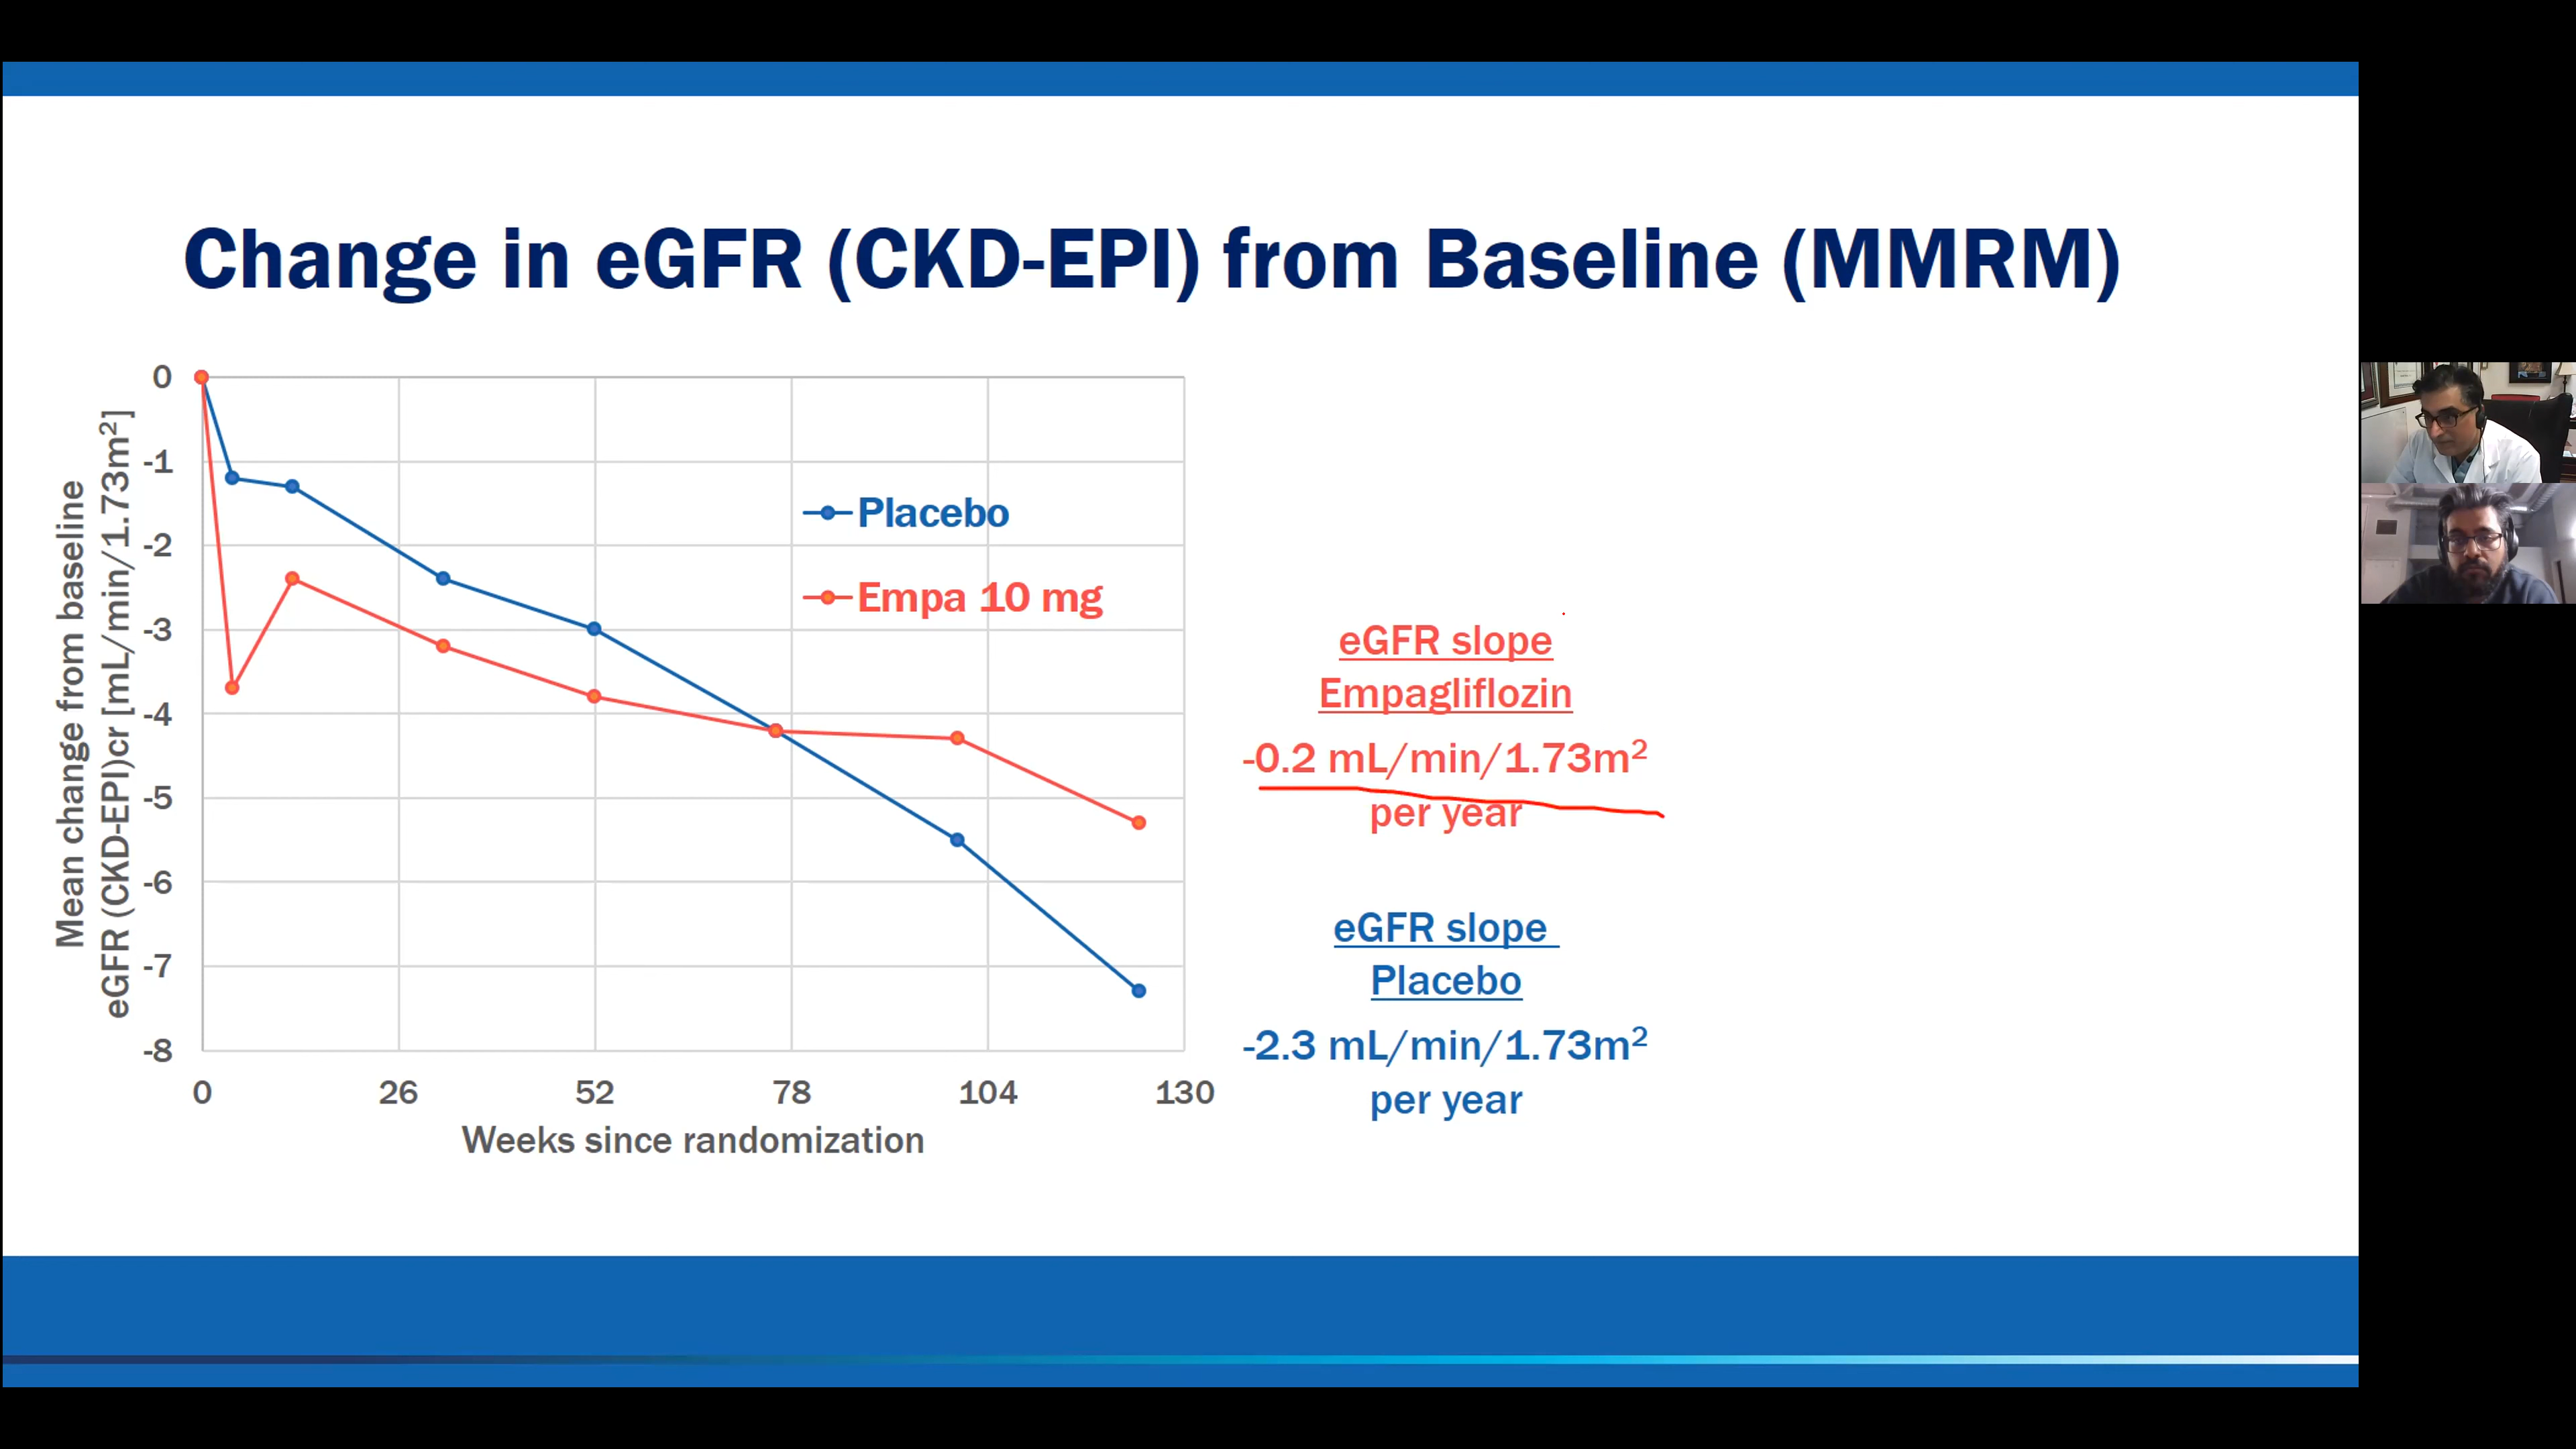 Change in eGFR (CKD-EPI) from Baseline (MMRM)
Mean change from baseline
eGFR (CKD-EPI)cr [mL/min/1.73m²]
0
-1
-2
-3
-4
-5
-6
-7
-8
0 26 52 78 104 130
Weeks since randomization
Placebo
Empa 10 mg
eGFR slope
Empagliflozin
-0.2 mL/min/1.73m²
per year
eGFR slope
Placebo
-2.3 mL/min/1.73m²
per year